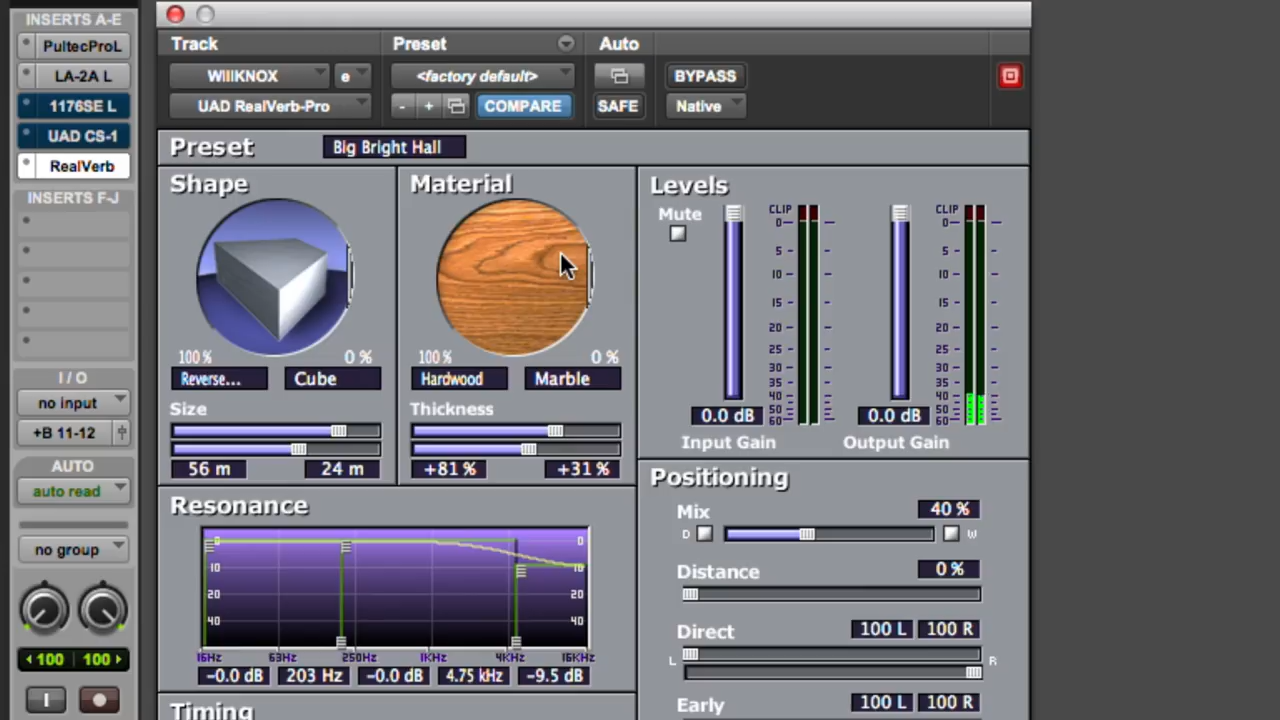 INSERTS A-E
PultecProL
LA-2A L
1176SE L
UAD CS-1
RealVerb
INSERTS F-J
I / O
no input
+B 11-12
AUTO
auto read
no group
100 100
I
Track Preset Auto
WIllKNOX e <factory default> BYPASS
UAD RealVerb-Pro - + COMPARE SAFE Native
Preset Big Bright Hall
Shape
100% 0%
Reverse... Cube
Size
56 m 24 m
Material
100% 0%
Hardwood Marble
Thickness
+81% +31%
Levels
Mute
CLIP CLIP
0 0
5 5
10 10
15 15
20 20
25 25
30 30
35 35
40 40
50 50
60 60
0.0 dB 0.0 dB
Input Gain Output Gain
Resonance
0 0
10 10
20 20
40 40
16Hz 63Hz 250Hz 1KHz 4KHz 16KHz
-0.0 dB 203 Hz -0.0 dB 4.75 kHz -9.5 dB
Timing
Positioning
Mix 40 %
D W
Distance 0 %
Direct 100 L 100 R
L R
Early 100 L 100 R